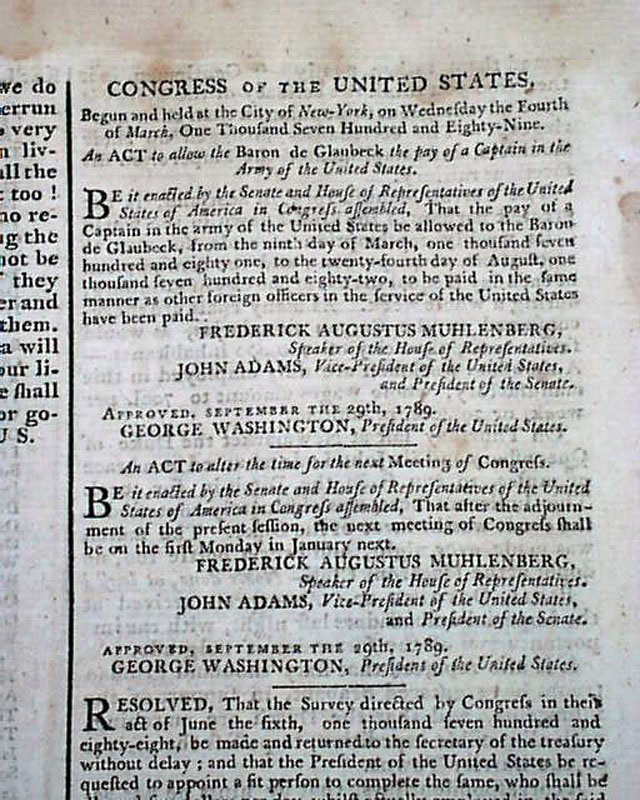 we do
errun
very
n liv-
all the
t too !
no re-
ng the
not be
they
er and
them.
a will
our li-
e ſhall
or go-
U S.
CONGRESS OF THE UNITED STATES,
Begun and held at the City of New-York, on Wedneſday the Fourth
of March, One Thouſand Seven Hundred and Eighty-Nine.
An ACT to allow the Baron de Glaubeck the pay of a Captain in the
Army of the United States.
BE it enacted by the Senate and Houſe of Repreſentatives of the United
States of America in Congreſs aſſembled, That the pay of a
Captain in the army of the United States be allowed to the Baron
de Glaubeck, from the ninth day of March, one thouſand ſeven
hundred and eighty one, to the twenty-fourth day of Auguſt, one
thouſand ſeven hundred and eighty-two, to be paid in the ſame
manner as other foreign officers in the ſervice of the United States
have been paid.
FREDERICK AUGUSTUS MUHLENBERG,
Speaker of the Houſe of Repreſentatives.
JOHN ADAMS, Vice-Preſident of the United States,
and Preſident of the Senate.
APPROVED, SEPTEMBER THE 29th, 1789.
GEORGE WASHINGTON, Preſident of the United States.
An ACT to alter the time for the next Meeting of Congreſs.
BE it enacted by the Senate and Houſe of Repreſentatives of the United
States of America in Congreſs aſſembled, That after the adjourn-
ment of the preſent ſeſſion, the next meeting of Congreſs ſhall
be on the firſt Monday in January next.
FREDERICK AUGUSTUS MUHLENBERG,
Speaker of the Houſe of Repreſentatives.
JOHN ADAMS, Vice-Preſident of the United States,
and Preſident of the Senate.
APPROVED, SEPTEMBER THE 29th, 1789.
GEORGE WASHINGTON, Preſident of the United States.
RESOLVED, That the Survey directed by Congreſs in their
act of June the ſixth, one thouſand ſeven hundred and
eighty-eight, be made and returned to the ſecretary of the treaſury
without delay ; and that the Preſident of the United States be re-
queſted to appoint a fit perſon to complete the ſame, who ſhall be